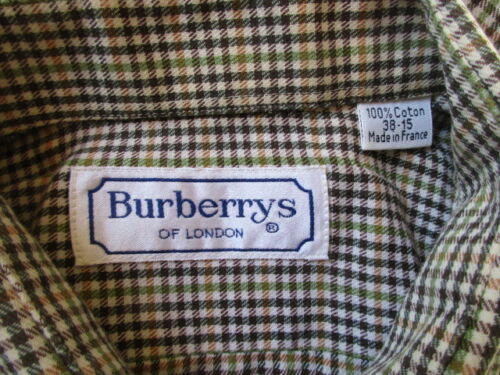 100% Coton
38-15
Made in France
Burberrys
OF LONDON ®